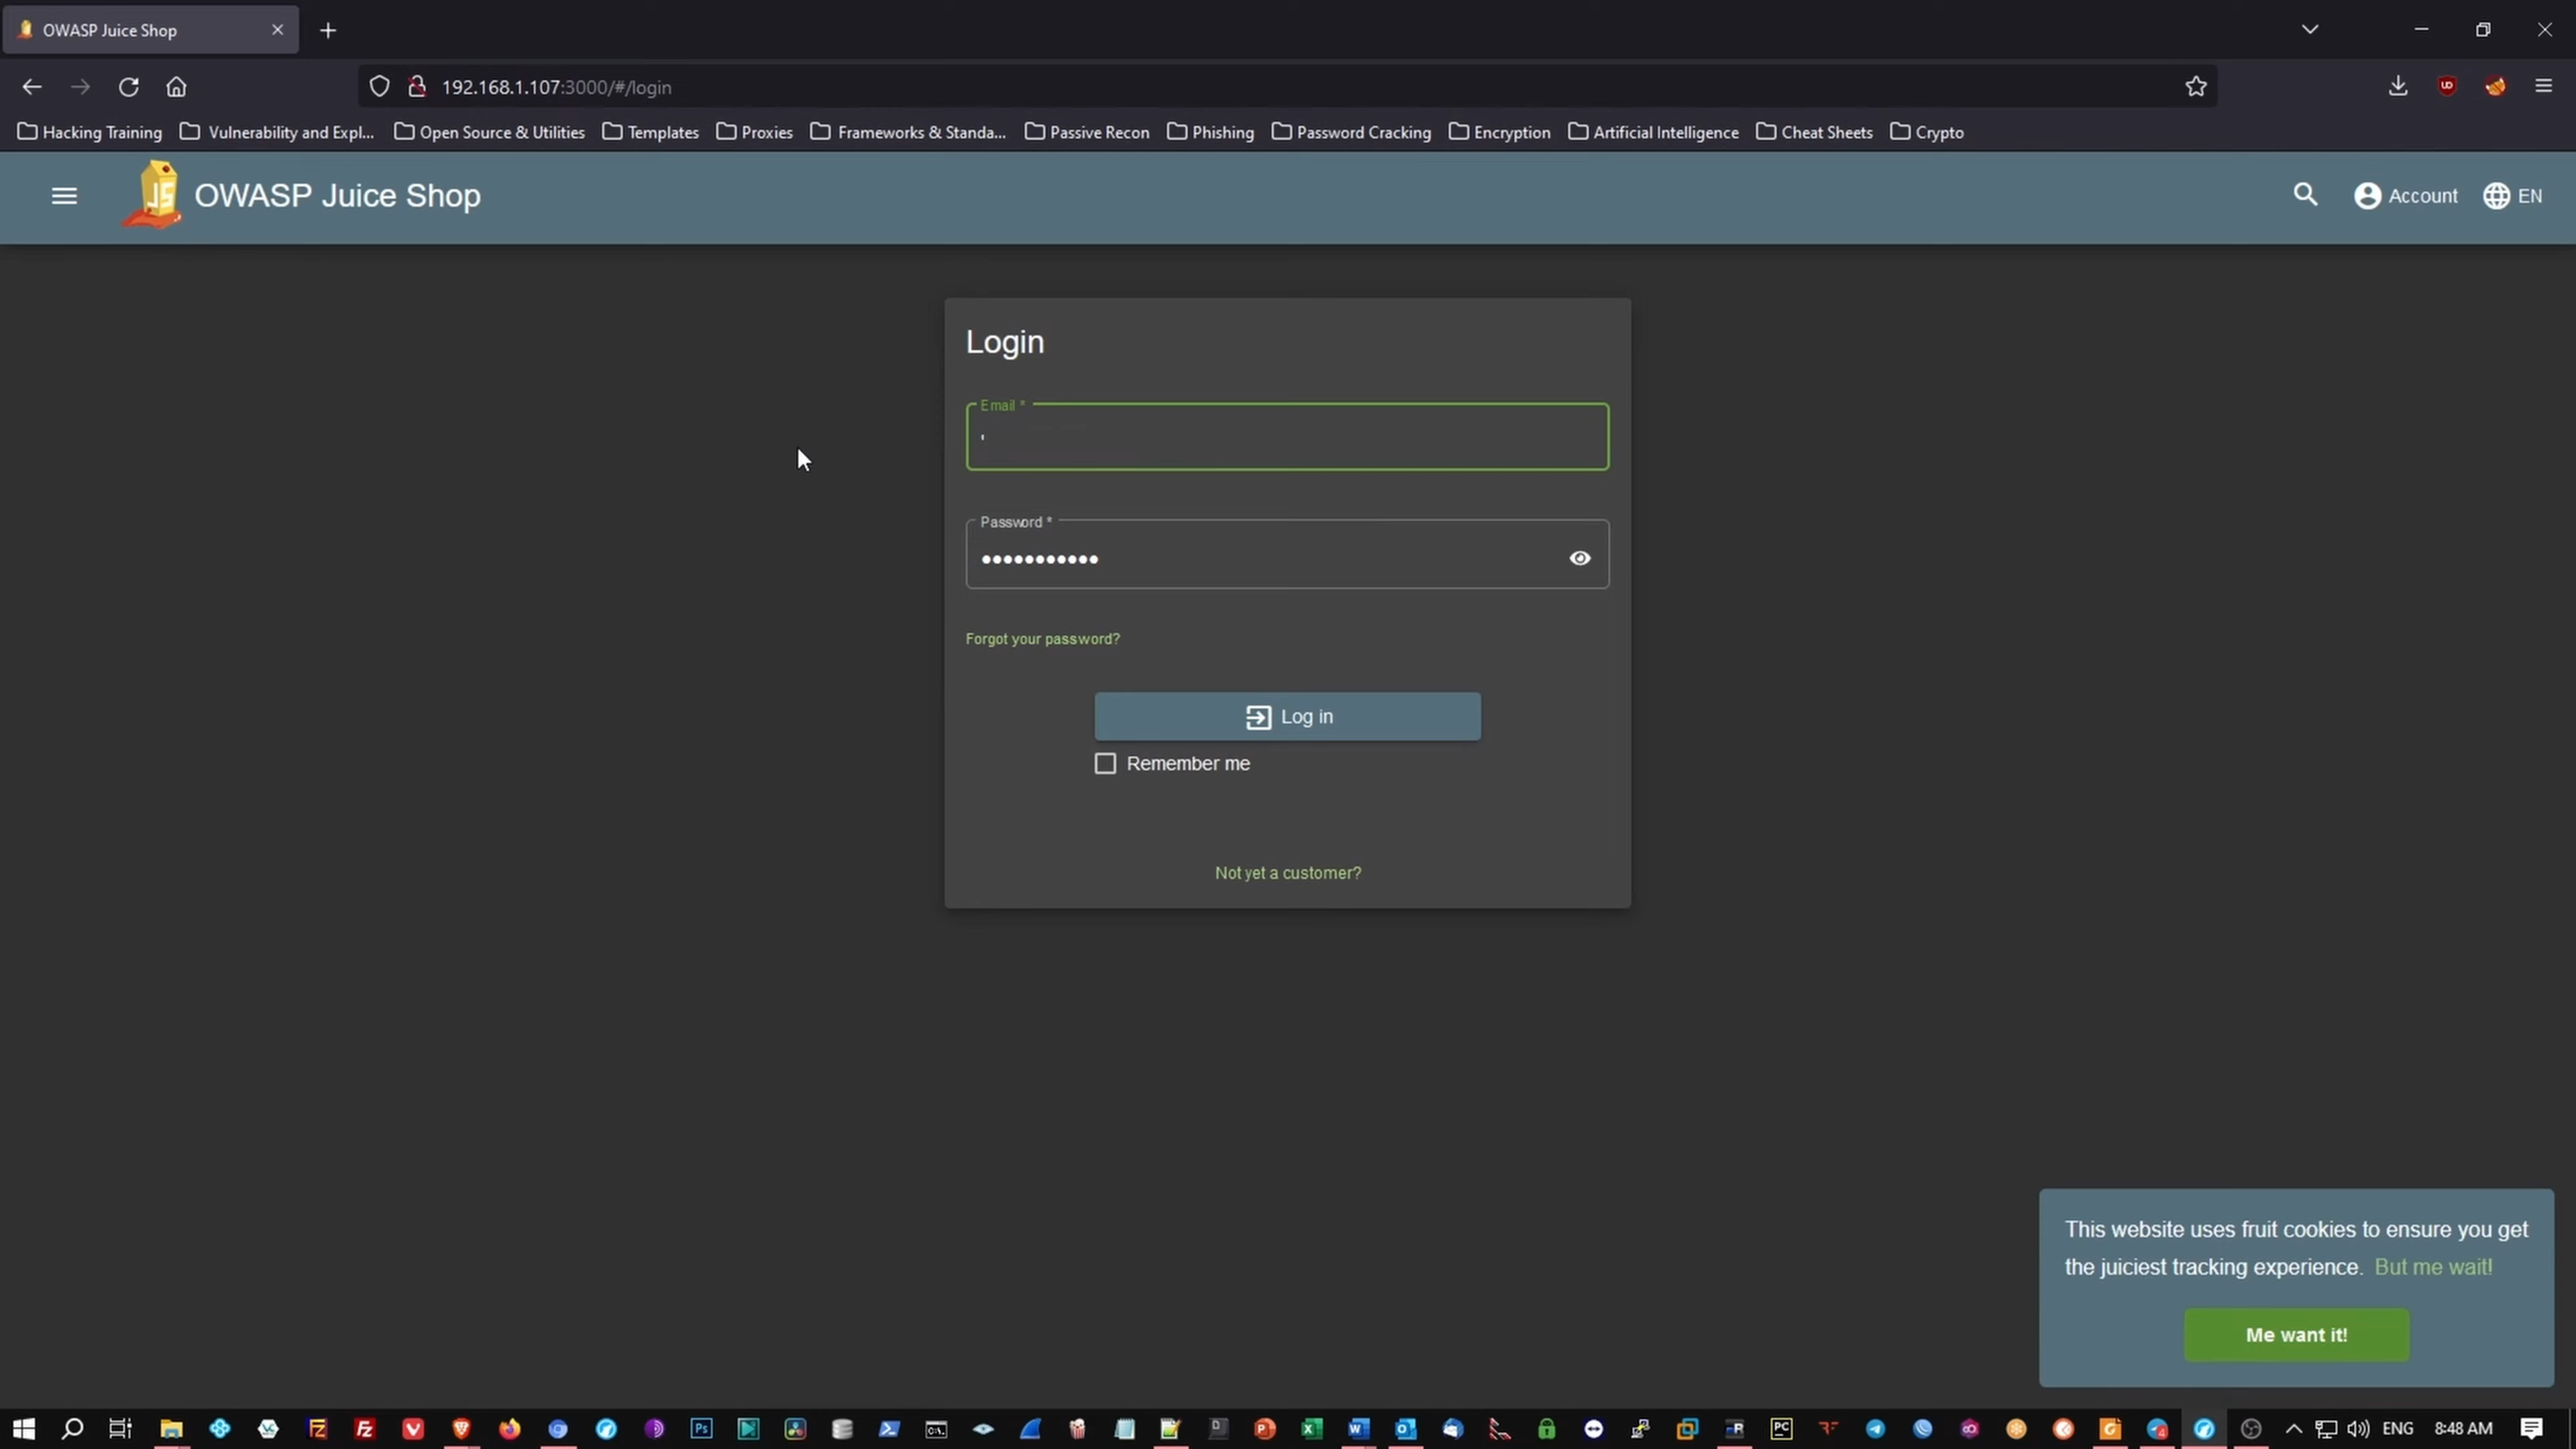 OWASP Juice Shop
192.168.1.107:3000/#/login
Hacking Training Vulnerability and Expl... Open Source & Utilities Templates Proxies Frameworks & Standa... Passive Recon Phishing Password Cracking Encryption Artificial Intelligence Cheat Sheets Crypto
OWASP Juice Shop Account EN
Login
Email *
'
Password *
•••••••••••
Forgot your password?
Log in
Remember me
Not yet a customer?
This website uses fruit cookies to ensure you get
the juiciest tracking experience. But me wait!
Me want it!
ENG 8:48 AM